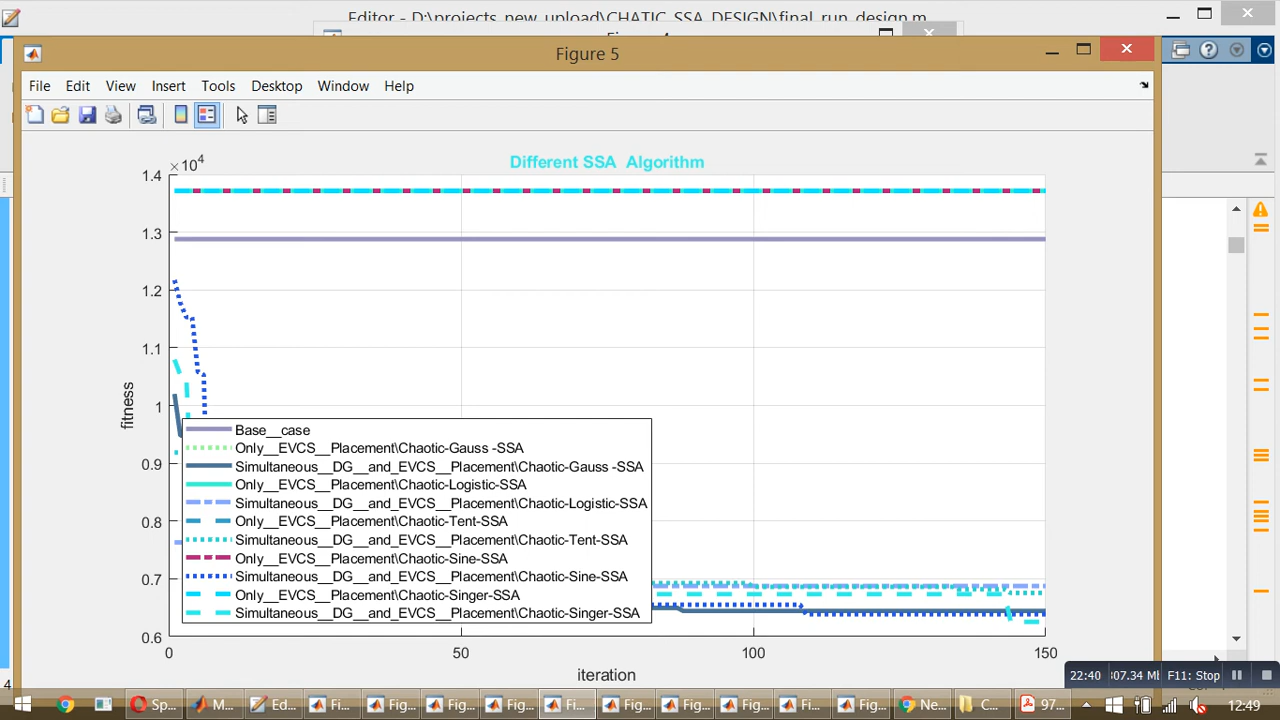 Editor - D:\projects_new_upload\CHATIC_SSA_DESIGN\final_run_design.m
Figure 5
File Edit View Insert Tools Desktop Window Help
Different SSA Algorithm
×10⁴
1.4
1.3
1.2
1.1
1
0.9
0.8
0.7
0.6
fitness
Base__case
Only__EVCS__Placement\Chaotic-Gauss -SSA
Simultaneous__DG__and_EVCS__Placement\Chaotic-Gauss -SSA
Only__EVCS__Placement\Chaotic-Logistic-SSA
Simultaneous__DG__and_EVCS__Placement\Chaotic-Logistic-SSA
Only__EVCS__Placement\Chaotic-Tent-SSA
Simultaneous__DG__and_EVCS__Placement\Chaotic-Tent-SSA
Only__EVCS__Placement\Chaotic-Sine-SSA
Simultaneous__DG__and_EVCS__Placement\Chaotic-Sine-SSA
Only__EVCS__Placement\Chaotic-Singer-SSA
Simultaneous__DG__and_EVCS__Placement\Chaotic-Singer-SSA
0 50 100 150
iteration
4
22:40 307.34 Mb F11: Stop
Sp... M... Ed... Fi... Fig... Fig... Fig... Fi... Fig... Fig... Fig... Fi... Fig... Ne... C... 97... 12:49